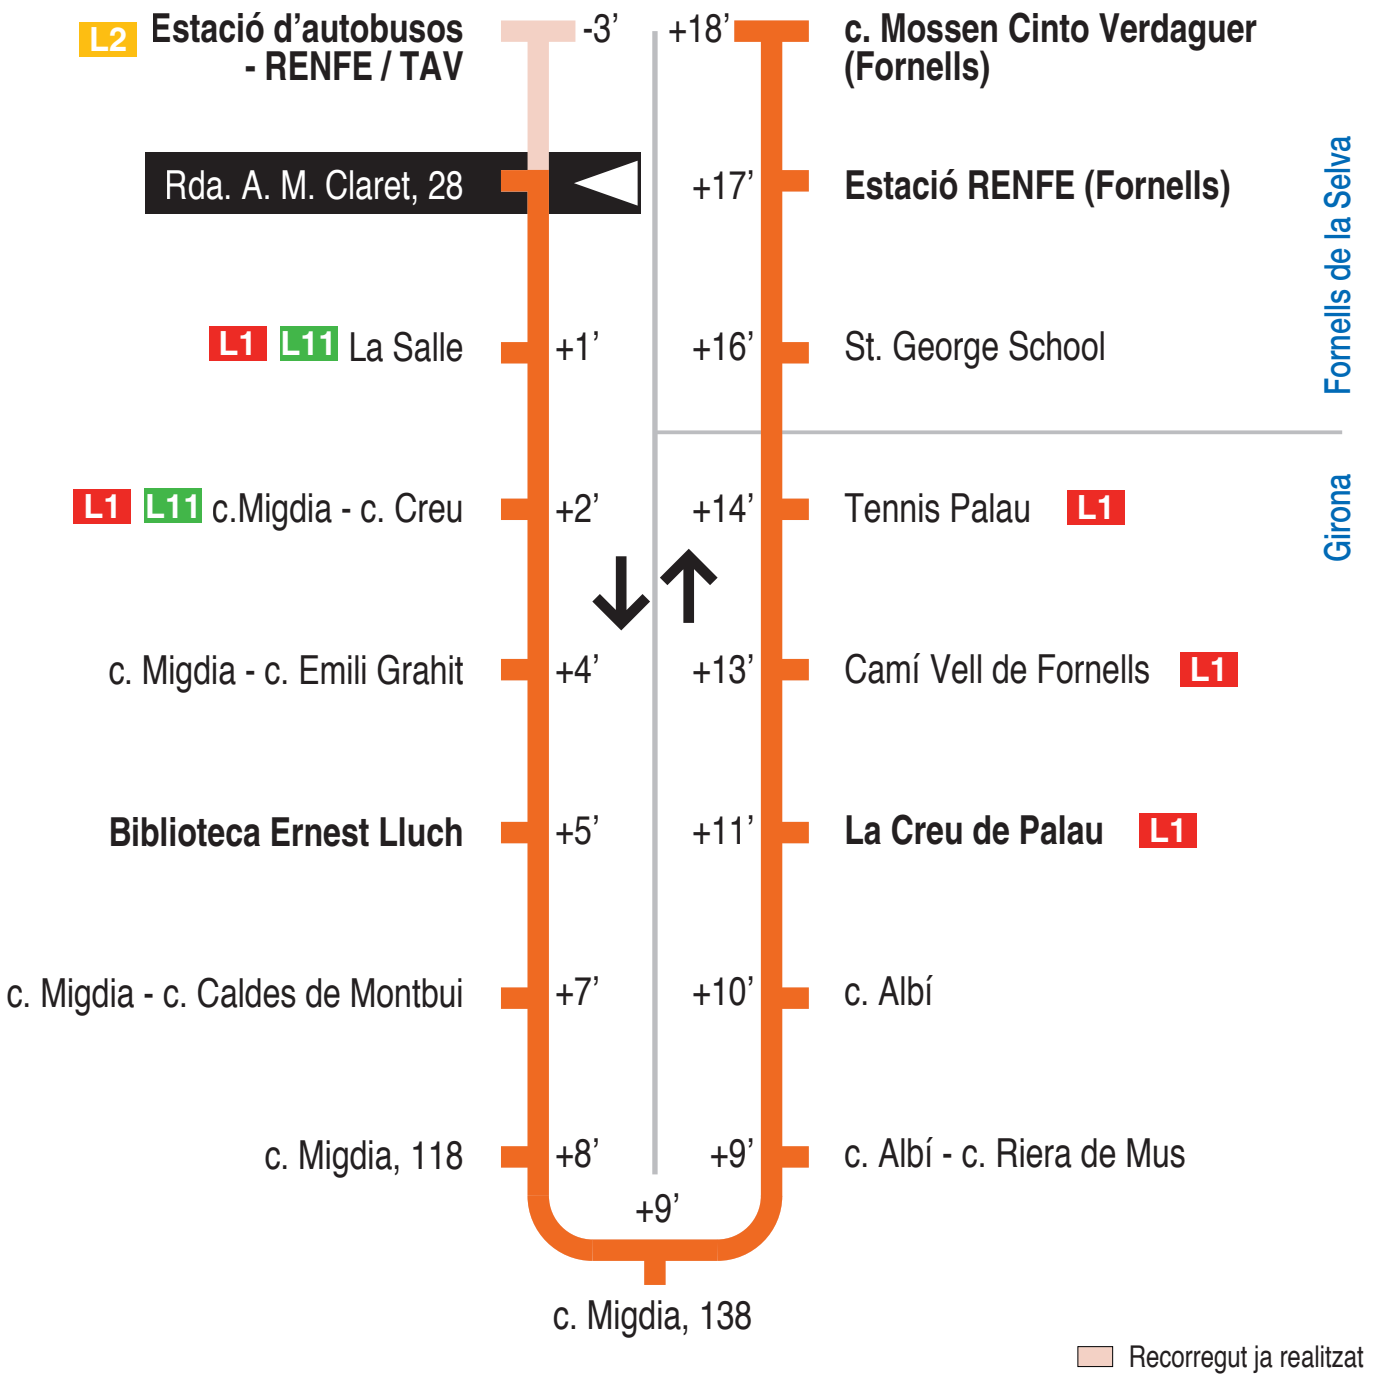 L2 Estació d’autobusos
- RENFE / TAV
-3’
Rda. A. M. Claret, 28
L1 L11 La Salle +1’
L1 L11 c.Migdia - c. Creu +2’
c. Migdia - c. Emili Grahit +4’
Biblioteca Ernest Lluch +5’
c. Migdia - c. Caldes de Montbui +7’
c. Migdia, 118 +8’
+9’
c. Migdia, 138
+9’ c. Albí - c. Riera de Mus
+10’ c. Albí
+11’ La Creu de Palau L1
+13’ Camí Vell de Fornells L1
+14’ Tennis Palau L1
+16’ St. George School
+17’ Estació RENFE (Fornells)
+18’ c. Mossen Cinto Verdaguer
(Fornells)
Fornells de la Selva
Girona
Recorregut ja realitzat